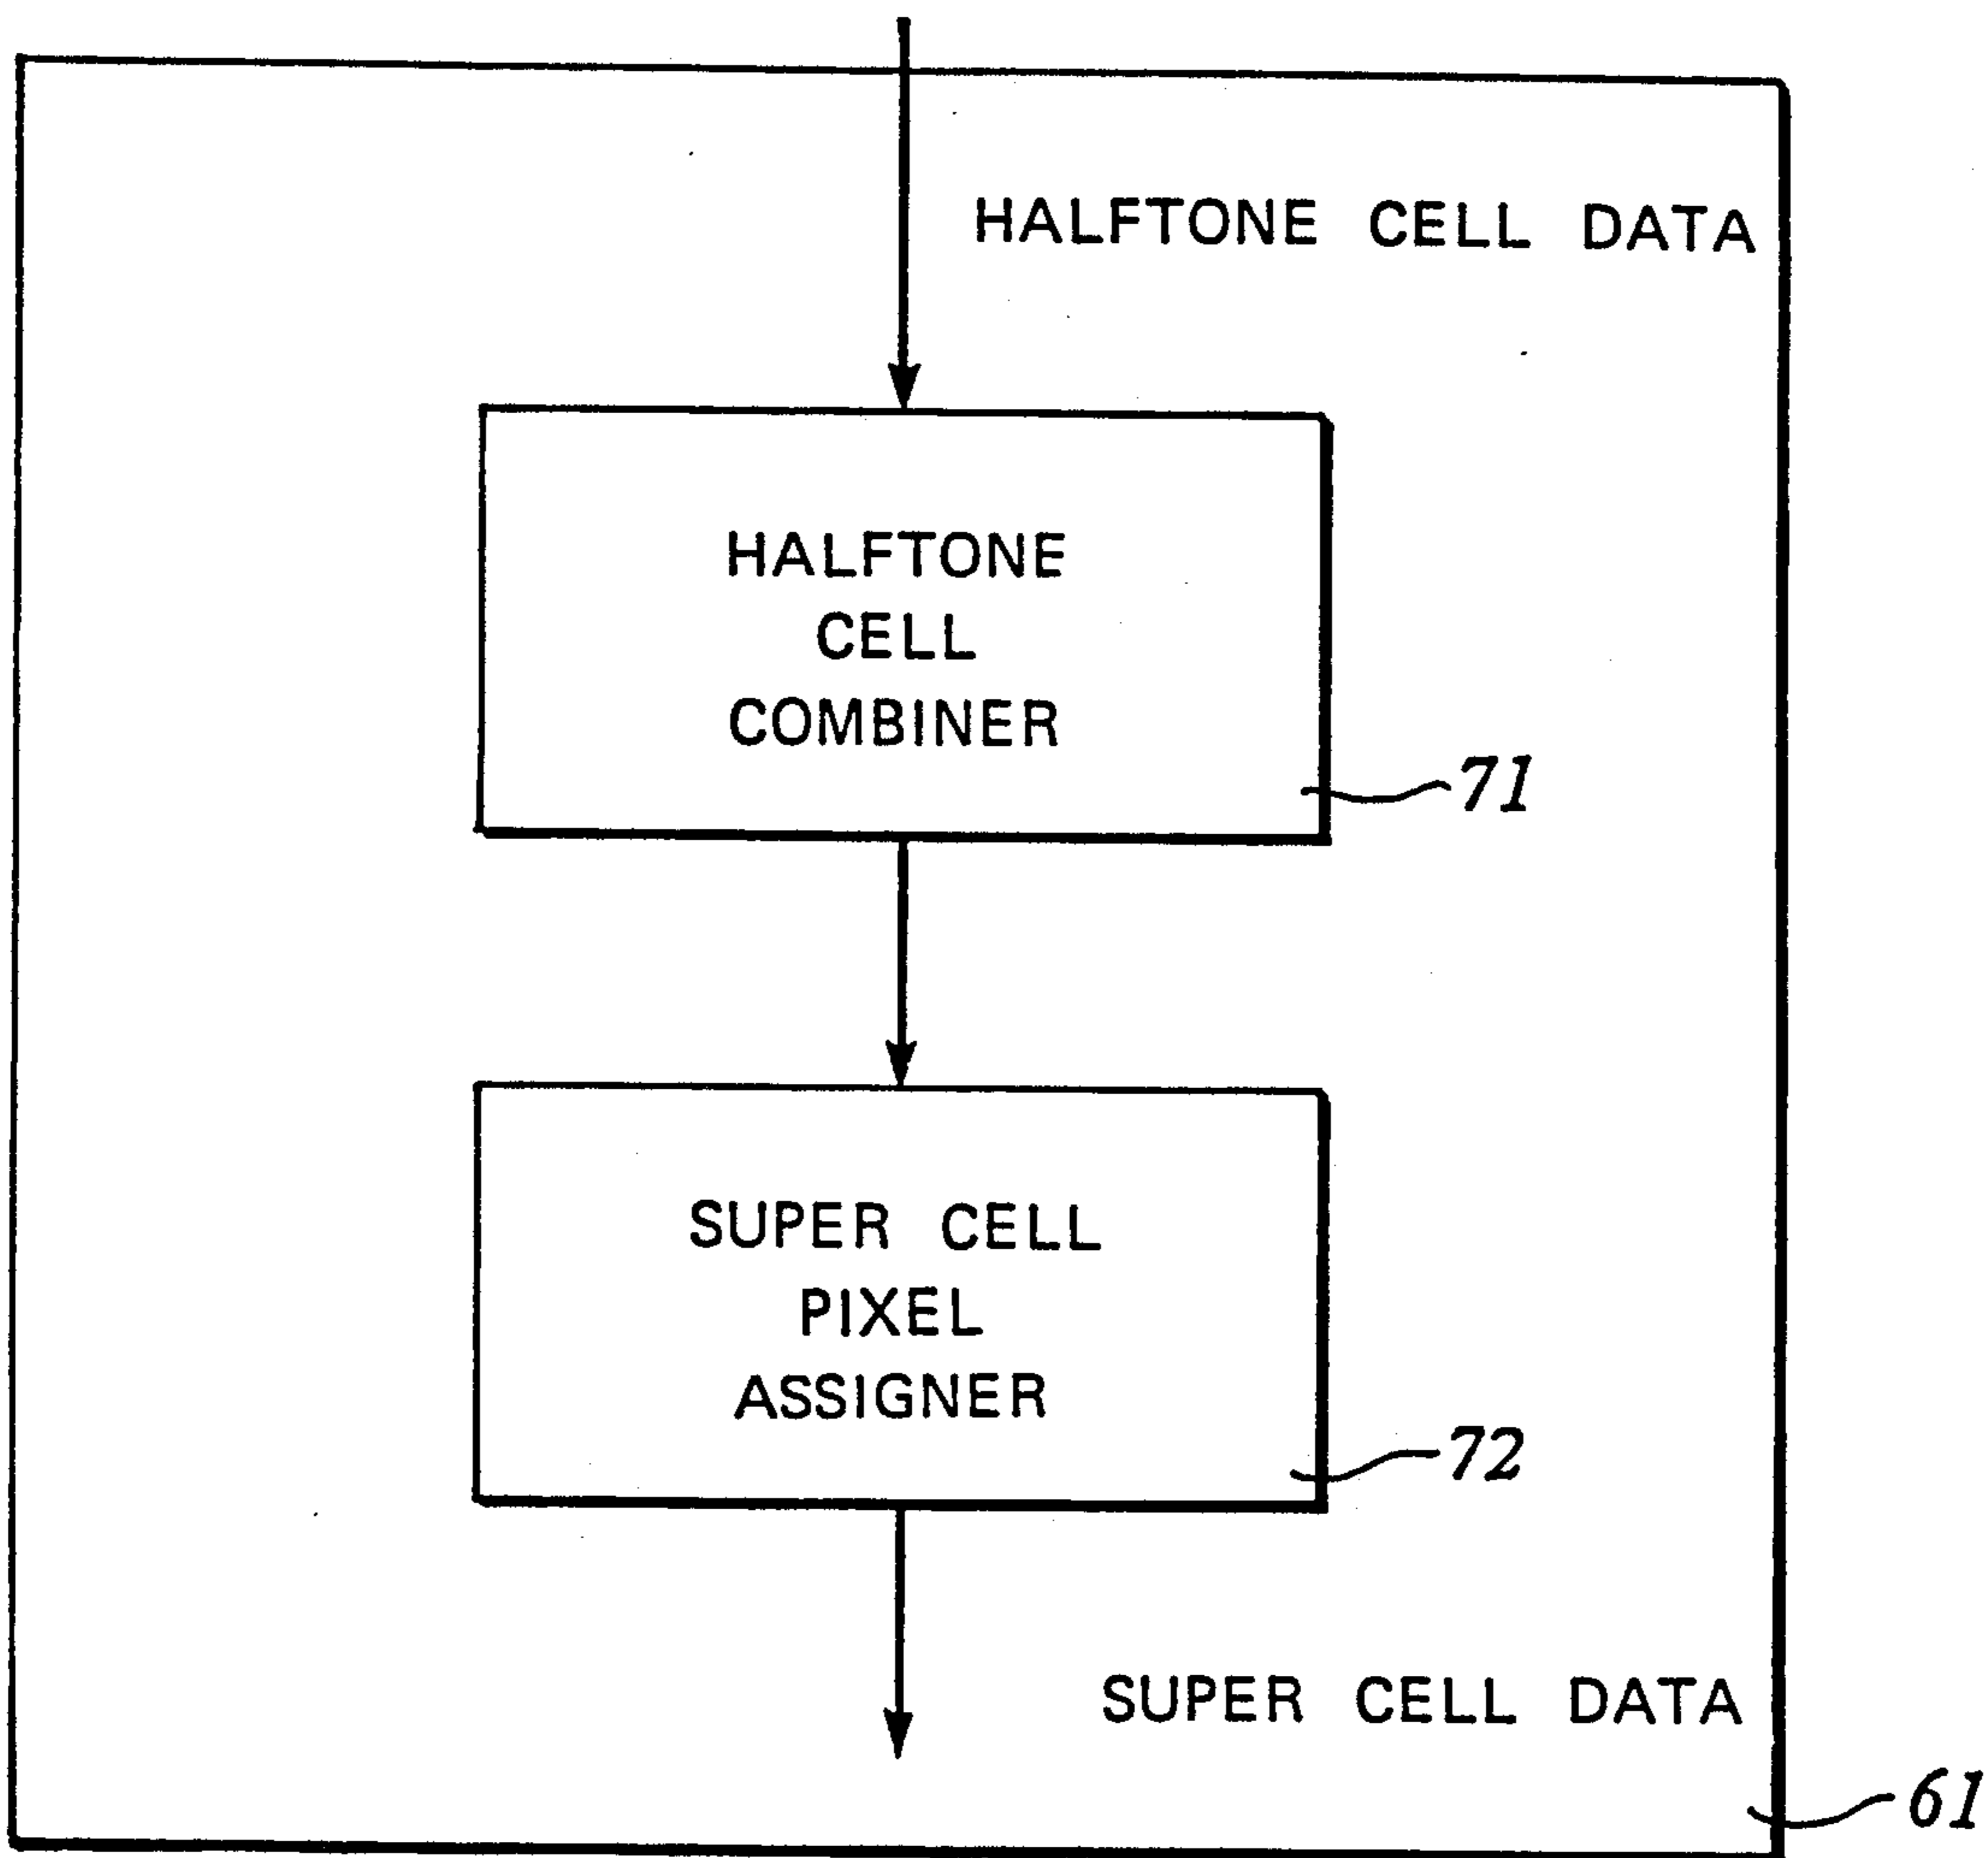 HALFTONE CELL DATA
HALFTONE
CELL
COMBINER
71
SUPER CELL
PIXEL
ASSIGNER
72
SUPER CELL DATA
61